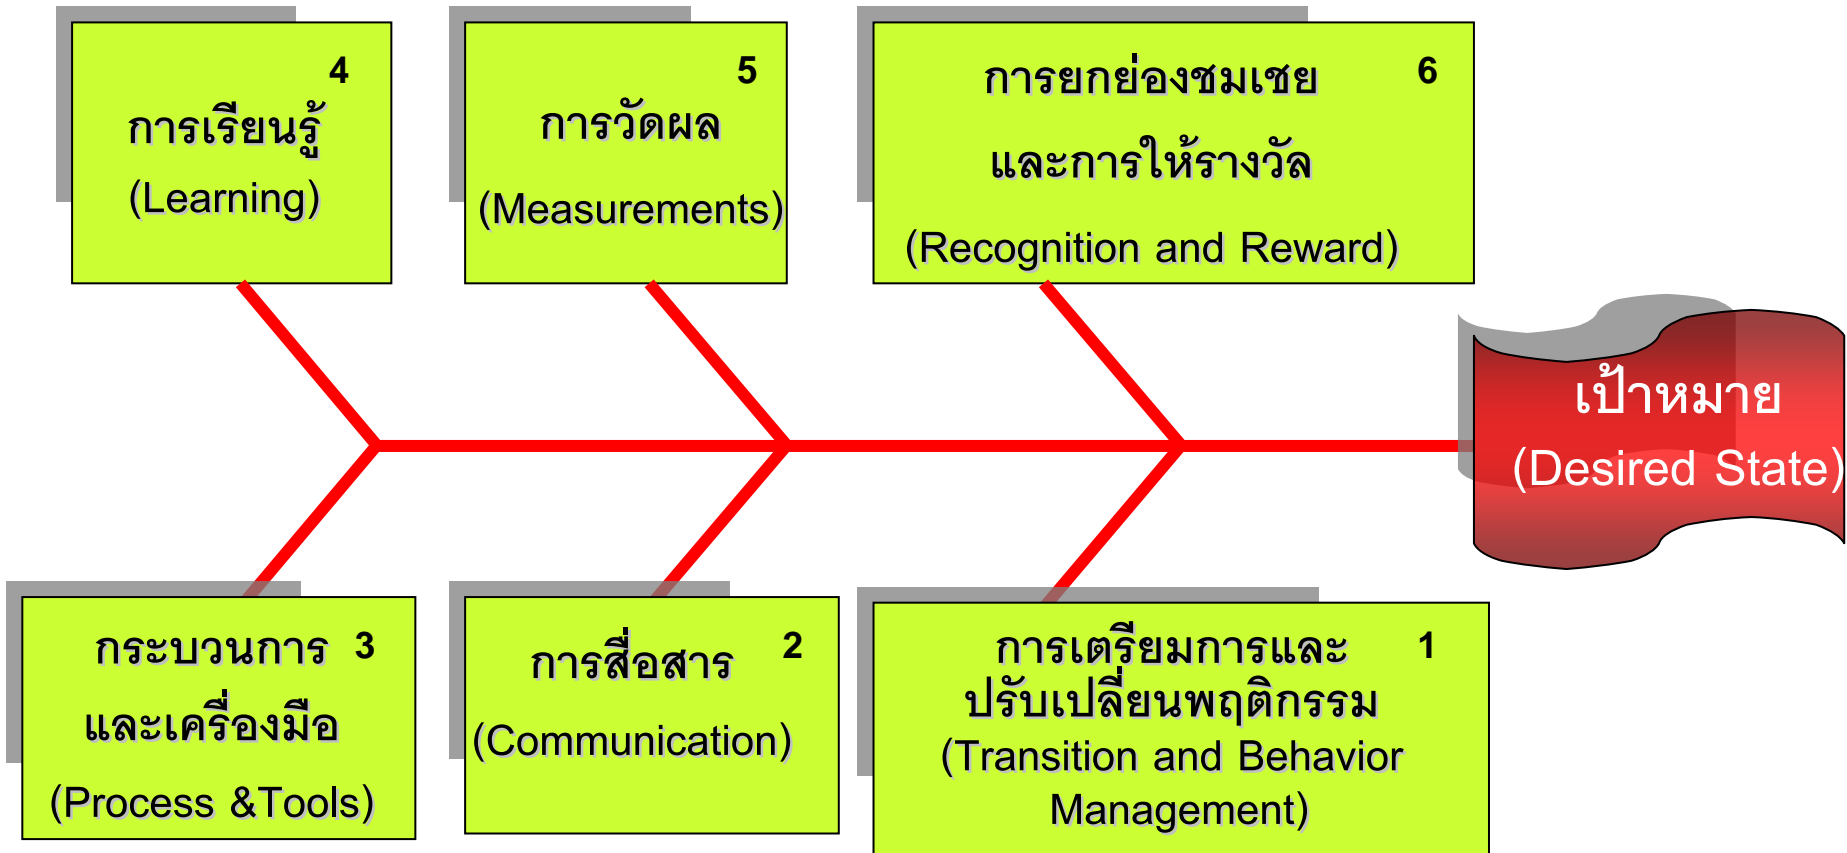 4
การเรียนรู้
(Learning)
5
การวัดผล
(Measurements)
การยกย่องชมเชย 6
และการให้รางวัล
(Recognition and Reward)
เป้าหมาย
(Desired State)
กระบวนการ 3
และเครื่องมือ
(Process &Tools)
การสื่อสาร 2
(Communication)
การเตรียมการและ 1
ปรับเปลี่ยนพฤติกรรม
(Transition and Behavior
Management)